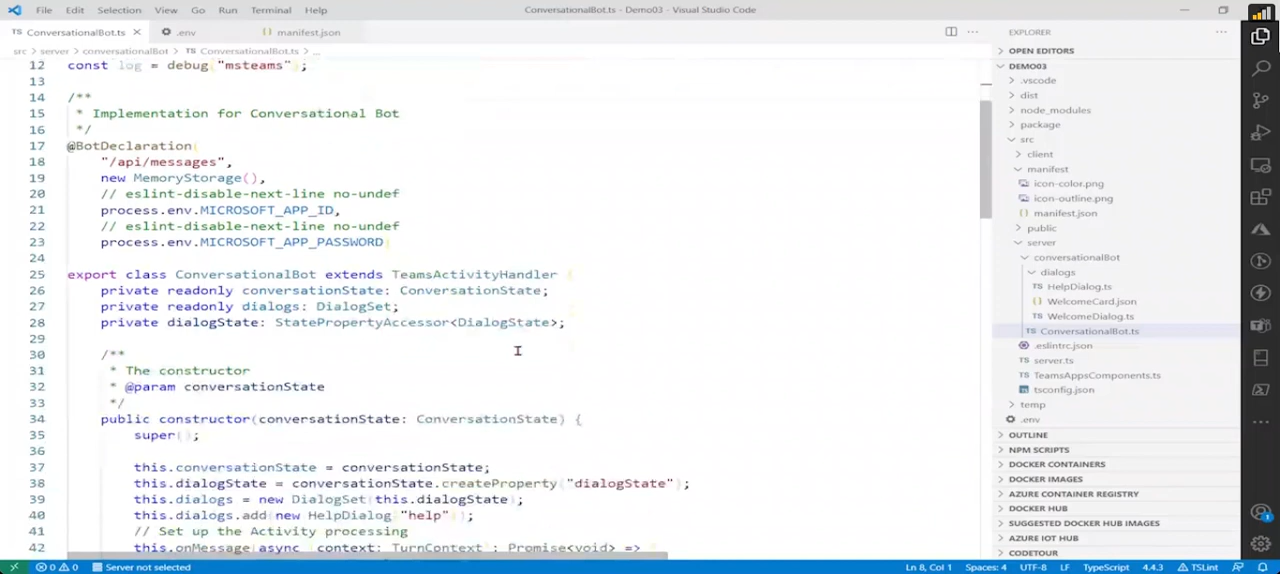 File Edit Selection View Go Run Terminal Help ConversationalBot.ts - Demo03 - Visual Studio Code
TS ConversationalBot.ts × .env {} manifest.json
src > server > conversationalBot > TS ConversationalBot.ts > ...
12 const log = debug("msteams");
13
14 /**
15 * Implementation for Conversational Bot
16 */
17 @BotDeclaration(
18 "/api/messages",
19 new MemoryStorage(),
20 // eslint-disable-next-line no-undef
21 process.env.MICROSOFT_APP_ID,
22 // eslint-disable-next-line no-undef
23 process.env.MICROSOFT_APP_PASSWORD
24
25 export class ConversationalBot extends TeamsActivityHandler {
26 private readonly conversationState: ConversationState;
27 private readonly dialogs: DialogSet;
28 private dialogState: StatePropertyAccessor<DialogState>;
29
30 /**
31 * The constructor
32 * @param conversationState
33 */
34 public constructor(conversationState: ConversationState) {
35 super();
36
37 this.conversationState = conversationState;
38 this.dialogState = conversationState.createProperty("dialogState");
39 this.dialogs = new DialogSet(this.dialogState);
40 this.dialogs.add(new HelpDialog("help"));
41 // Set up the Activity processing
42 this.onMessage(async (context: TurnContext): Promise<void> =>
EXPLORER ...
OPEN EDITORS
DEMO03
.vscode
dist
node_modules
package
src
client
manifest
icon-color.png
icon-outline.png
{} manifest.json
public
server
conversationalBot
dialogs
TS HelpDialog.ts
{} WelcomeCard.json
TS WelcomeDialog.ts
TS ConversationalBot.ts
.eslintrc.json
TS server.ts
TS TeamsAppsComponents.ts
tsconfig.json
temp
.env
OUTLINE
NPM SCRIPTS
DOCKER CONTAINERS
DOCKER IMAGES
AZURE CONTAINER REGISTRY
DOCKER HUB
SUGGESTED DOCKER HUB IMAGES
AZURE IOT HUB
CODETOUR
1
0 0 Server not selected Ln 8, Col 1 Spaces: 4 UTF-8 LF TypeScript 4.4.3 TSLint